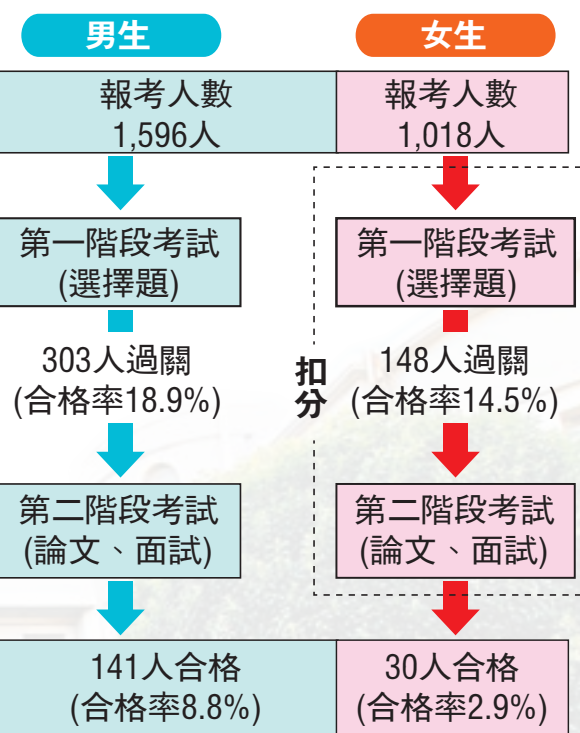 男生
女生
報考人數
1,596人
報考人數
1,018人
第一階段考試
(選擇題)
第一階段考試
(選擇題)
303人過關
(合格率18.9%)
扣分
148人過關
(合格率14.5%)
第二階段考試
(論文、面試)
第二階段考試
(論文、面試)
141人合格
(合格率8.8%)
30人合格
(合格率2.9%)